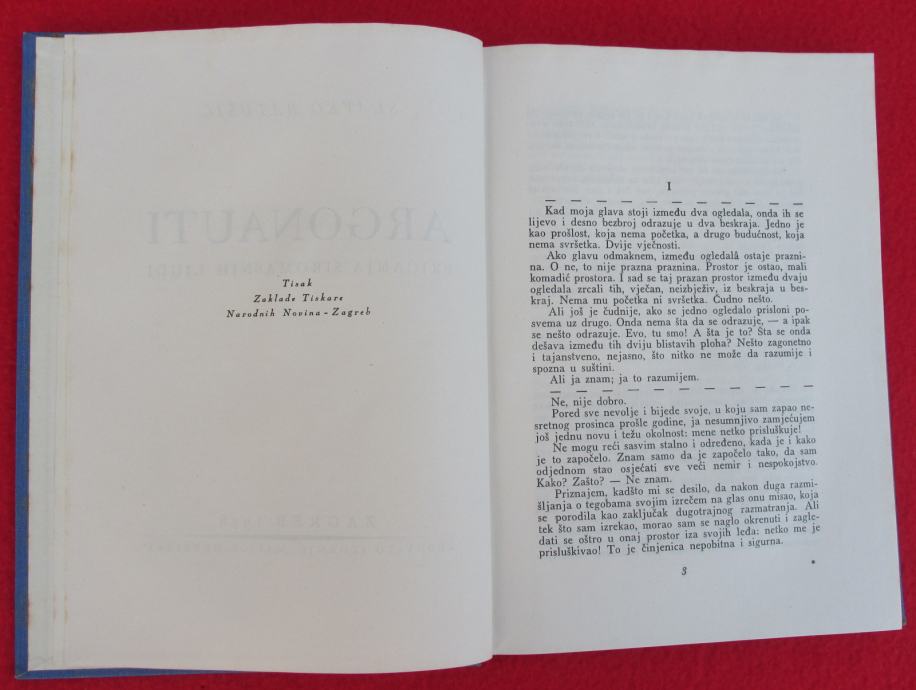 Tisak
Zaklade Tiskare
Narodnih Novina - Zagreb
ARGONAUTI
I
— — — — — — — — — — — —
Kad moja glava stoji između dva ogledala, onda ih se
lijevo i desno bezbroj odrazuje u dva beskraja. Jedno je
kao prošlost, koja nema početka, a drugo budućnost, koja
nema svršetka. Dvije vječnosti.
Ako glavu odmaknem, između ogledalâ ostaje prazni-
na. O ne, to nije prazna praznina. Prostor je ostao, mali
komadić prostora. I sad se taj prazan prostor između dvaju
ogledala zrcali tih, vječan, neizbježiv, iz beskraja u bes-
kraj. Nema mu početka ni svršetka. Čudno nešto.
Ali još je čudnije, ako se jedno ogledalo prisloni po-
svema uz drugo. Onda nema šta da se odrazuje, — a ipak
se nešto odrazuje. Evo, tu smo! A šta je to? Šta se onda
dešava između tih dviju blistavih ploha? Nešto zagonetno
i tajanstveno, nejasno, što nitko ne može da razumije i
spozna u suštini.
Ali ja znam; ja to razumijem.
— — — — — — — — — — — —
Ne, nije dobro.
Pored sve nevolje i bijede svoje, u koju sam zapao ne-
sretnog prosinca prošle godine, ja nesumnjivo zamjećujem
još jednu novu i težu okolnost: mene netko prisluškuje!
Ne mogu reći sasvim stalno i određeno, kada je i kako
je to započelo. Znam samo da je započelo tako, da sam
odjednom stao osjećati sve veći nemir i nespokojstvo.
Kako? Zašto? — Ne znam.
Priznajem, kadšto mi se desilo, da nakon duga razmi-
šljanja o tegobama svojim izrečem na glas onu misao, koja
se porodila kao zaključak dugotrajnog razmatranja. Ali
tek što sam izrekao, morao sam se naglo okrenuti i zagle-
dati se oštro u onaj prostor iza svojih leđa: netko me je
prisluškivao! To je činjenica nepobitna i sigurna.
3
*